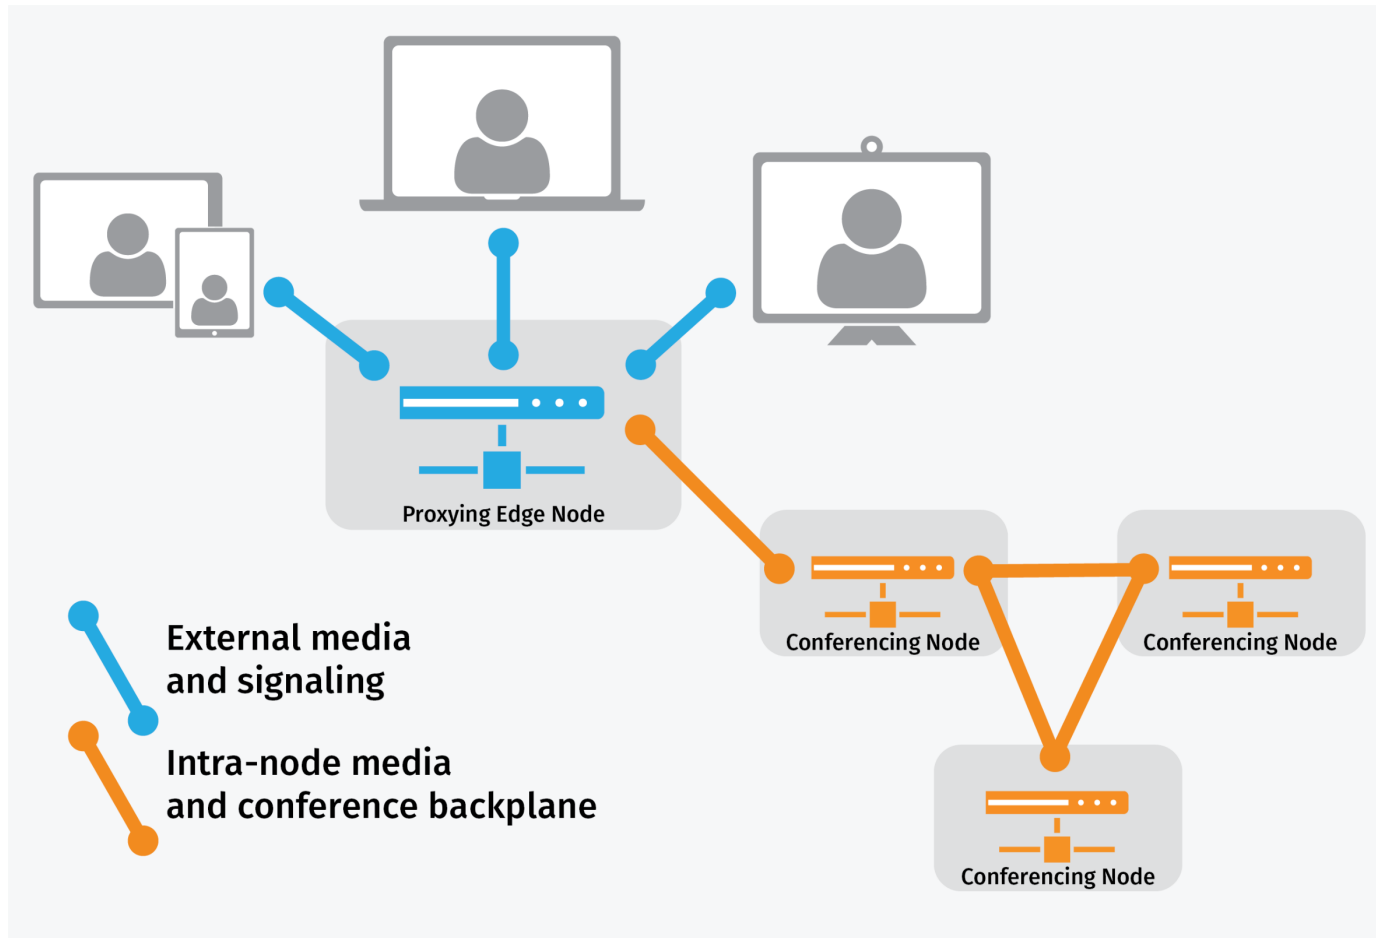 Proxying Edge Node
Conferencing Node
Conferencing Node
External media
and signaling
Intra-node media
and conference backplane
Conferencing Node